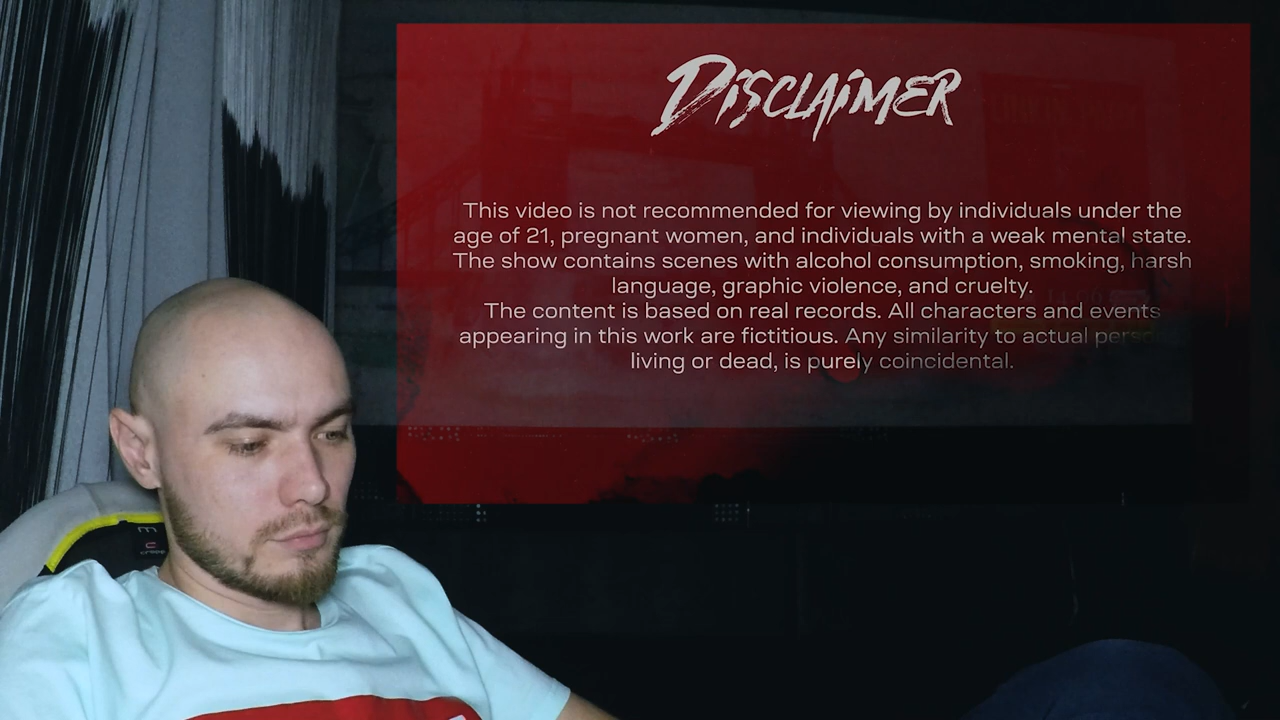 DISCLAIMER
This video is not recommended for viewing by individuals under the
age of 21, pregnant women, and individuals with a weak mental state.
The show contains scenes with alcohol consumption, smoking, harsh
language, graphic violence, and cruelty.
The content is based on real records. All characters and events
appearing in this work are fictitious. Any similarity to actual
living or dead, is purely coincidental.